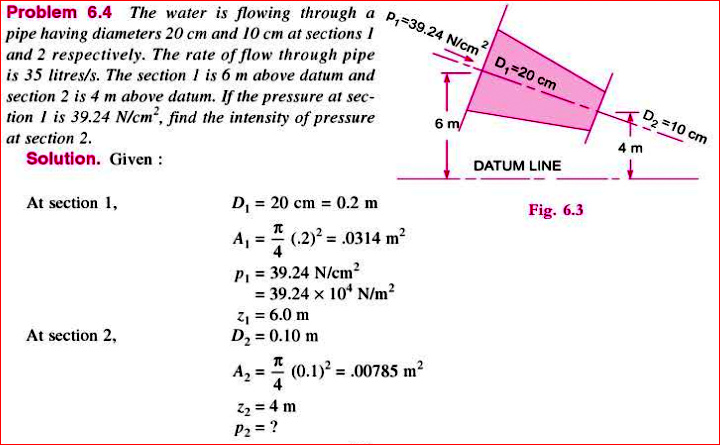 Problem 6.4 The water is flowing through a
pipe having diameters 20 cm and 10 cm at sections 1
and 2 respectively. The rate of flow through pipe
is 35 litres/s. The section 1 is 6 m above datum and
section 2 is 4 m above datum. If the pressure at sec-
tion 1 is 39.24 N/cm², find the intensity of pressure
at section 2.
Solution. Given :
At section 1, D₁ = 20 cm = 0.2 m
A₁ = π/4 (.2)² = .0314 m²
p₁ = 39.24 N/cm²
= 39.24 × 10⁴ N/m²
z₁ = 6.0 m
At section 2, D₂ = 0.10 m
A₂ = π/4 (0.1)² = .00785 m²
z₂ = 4 m
p₂ = ?
P₁=39.24 N/cm²
D₁=20 cm
6 m
D₂=10 cm
4 m
DATUM LINE
Fig. 6.3